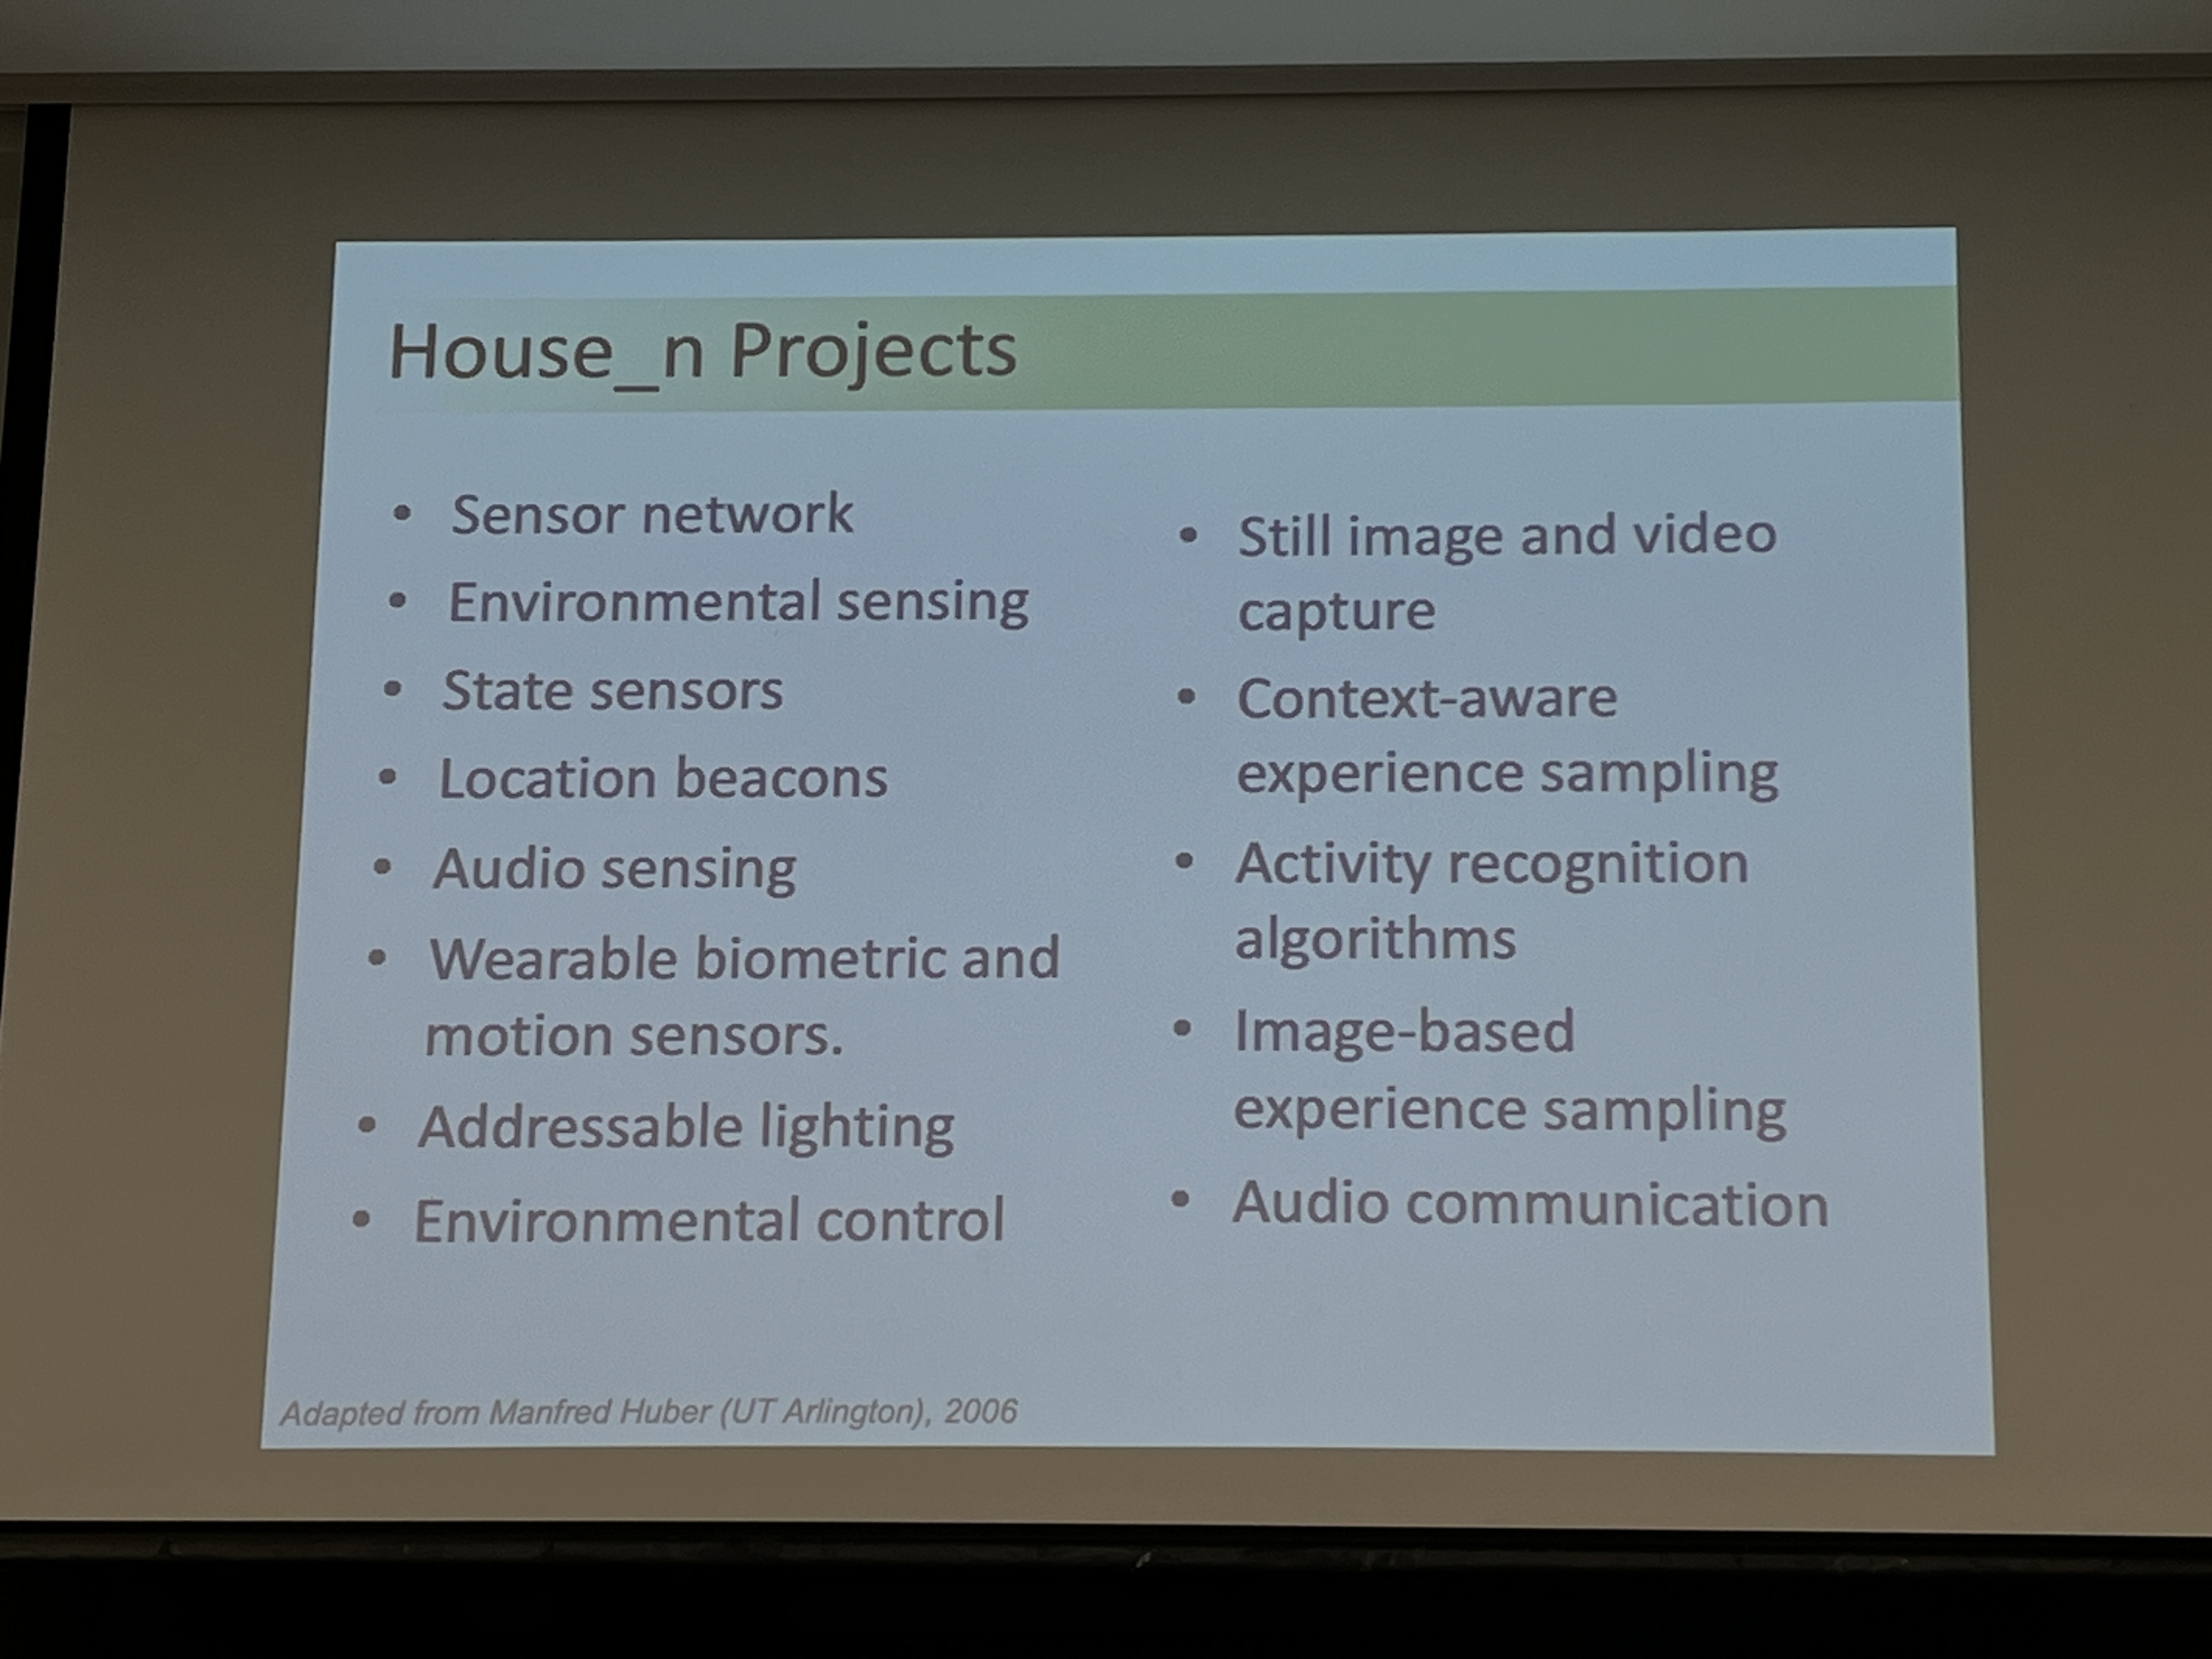 House_n Projects
• Sensor network
• Environmental sensing
• State sensors
• Location beacons
• Audio sensing
• Wearable biometric and
motion sensors.
• Addressable lighting
• Environmental control
• Still image and video
capture
• Context-aware
experience sampling
• Activity recognition
algorithms
• Image-based
experience sampling
• Audio communication
Adapted from Manfred Huber (UT Arlington), 2006